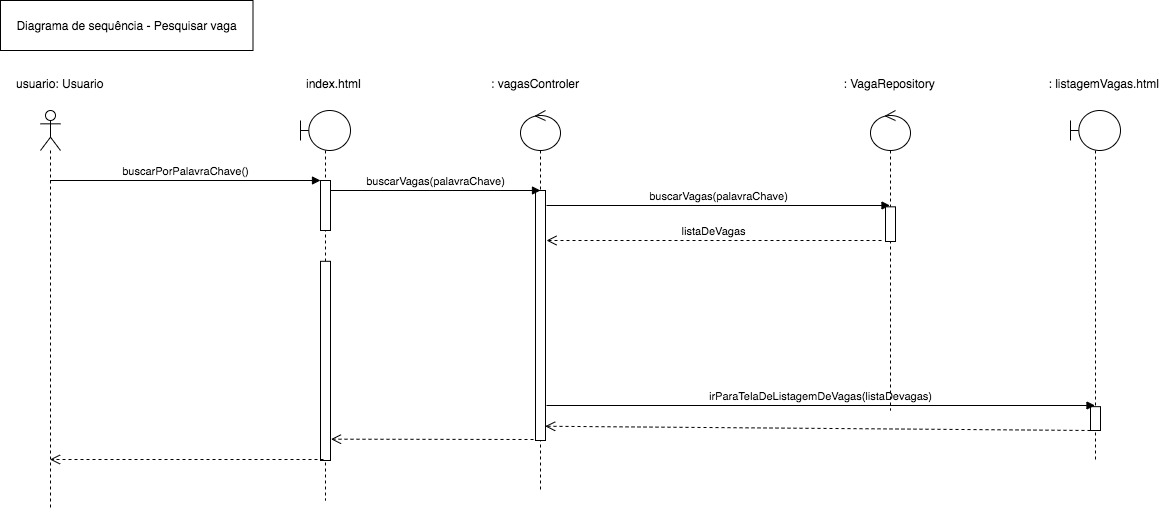 Diagrama de sequência - Pesquisar vaga
usuario: Usuario
index.html
: vagasControler
: VagaRepository
: listagemVagas.html
buscarPorPalavraChave()
buscarVagas(palavraChave)
buscarVagas(palavraChave)
listaDeVagas
irParaTelaDeListagemDeVagas(listaDevagas)